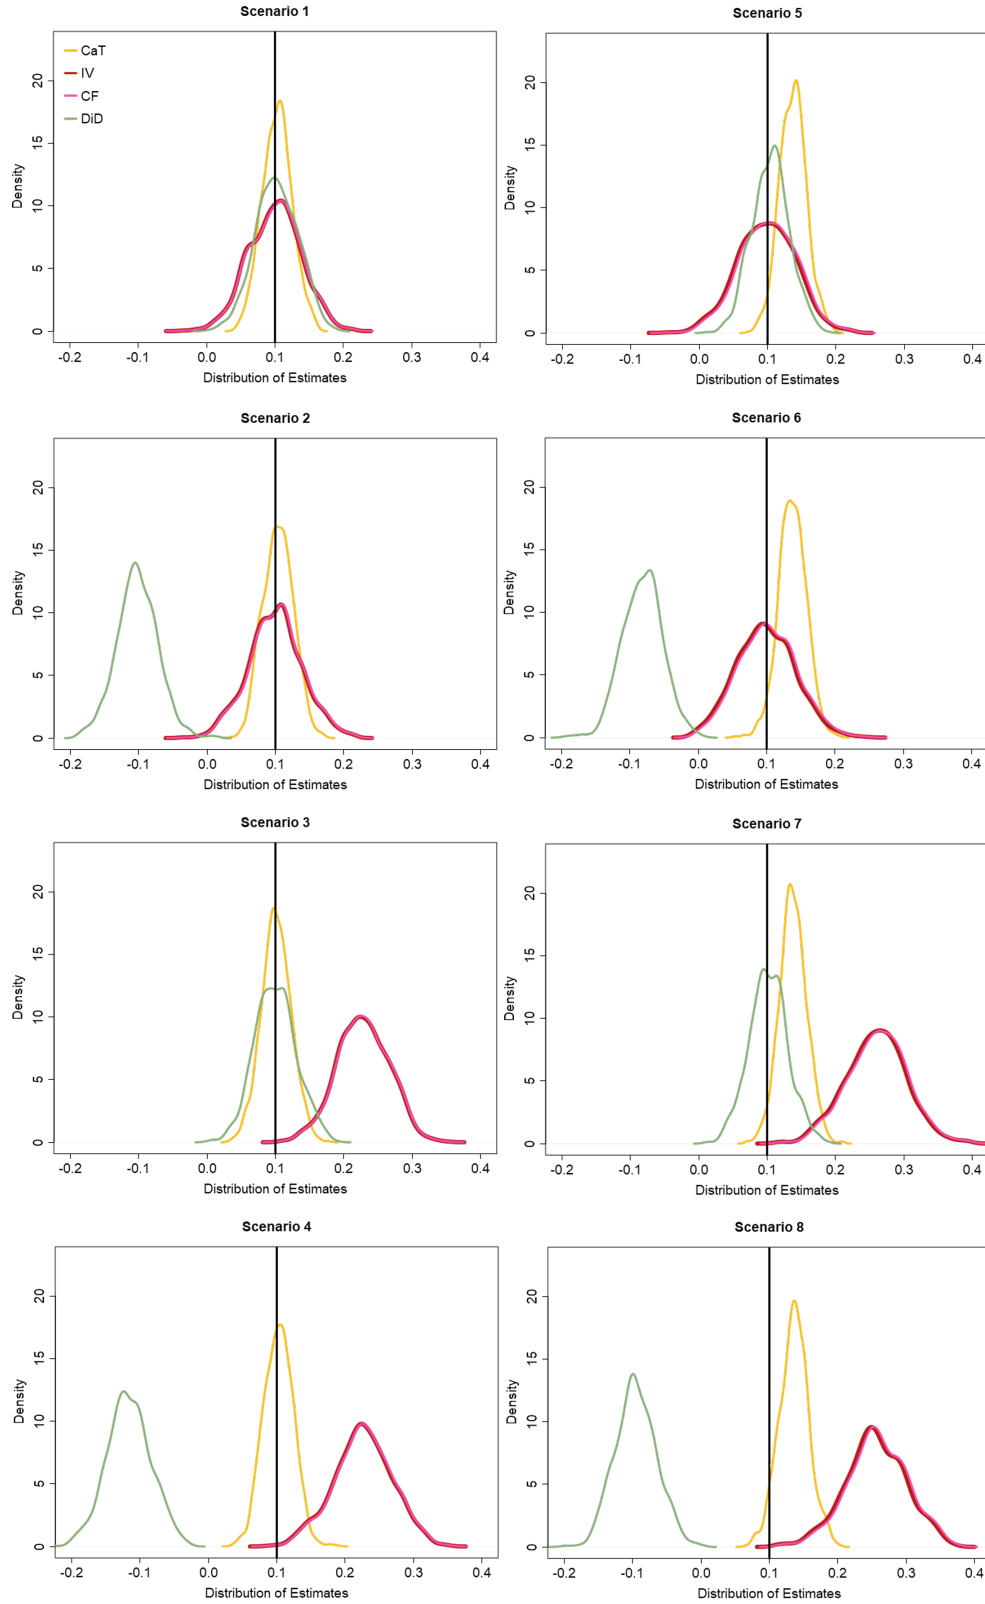 Scenario 1
CaT
IV
CF
DiD
Density
0 5 10 15 20
-0.2 -0.1 0.0 0.1 0.2 0.3 0.4
Distribution of Estimates
Scenario 5
Density
0 5 10 15 20
-0.2 -0.1 0.0 0.1 0.2 0.3 0.4
Distribution of Estimates
Scenario 2
Density
0 5 10 15 20
-0.2 -0.1 0.0 0.1 0.2 0.3 0.4
Distribution of Estimates
Scenario 6
Density
0 5 10 15 20
-0.2 -0.1 0.0 0.1 0.2 0.3 0.4
Distribution of Estimates
Scenario 3
Density
0 5 10 15 20
-0.2 -0.1 0.0 0.1 0.2 0.3 0.4
Distribution of Estimates
Scenario 7
Density
0 5 10 15 20
-0.2 -0.1 0.0 0.1 0.2 0.3 0.4
Distribution of Estimates
Scenario 4
Density
0 5 10 15 20
-0.2 -0.1 0.0 0.1 0.2 0.3 0.4
Distribution of Estimates
Scenario 8
Density
0 5 10 15 20
-0.2 -0.1 0.0 0.1 0.2 0.3 0.4
Distribution of Estimates